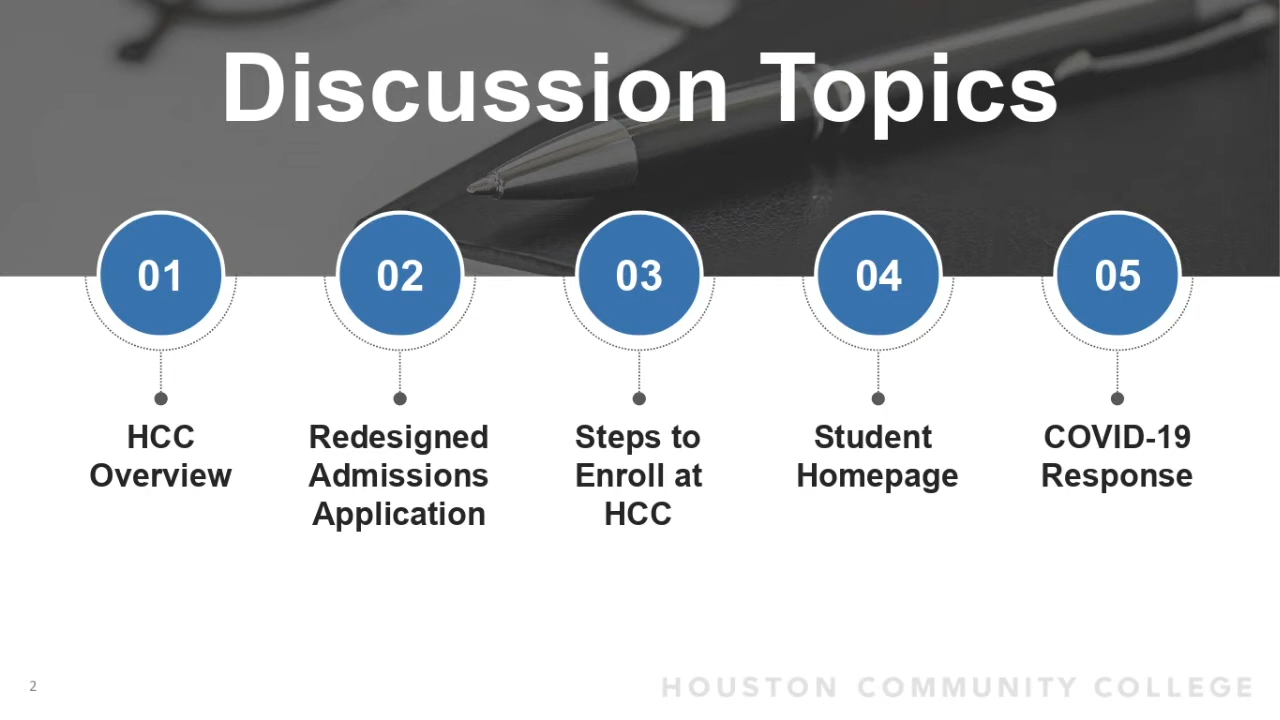 Discussion Topics
01
02
03
04
05
HCC
Overview
Redesigned
Admissions
Application
Steps to
Enroll at
HCC
Student
Homepage
COVID-19
Response
2
HOUSTON COMMUNITY COLLEGE